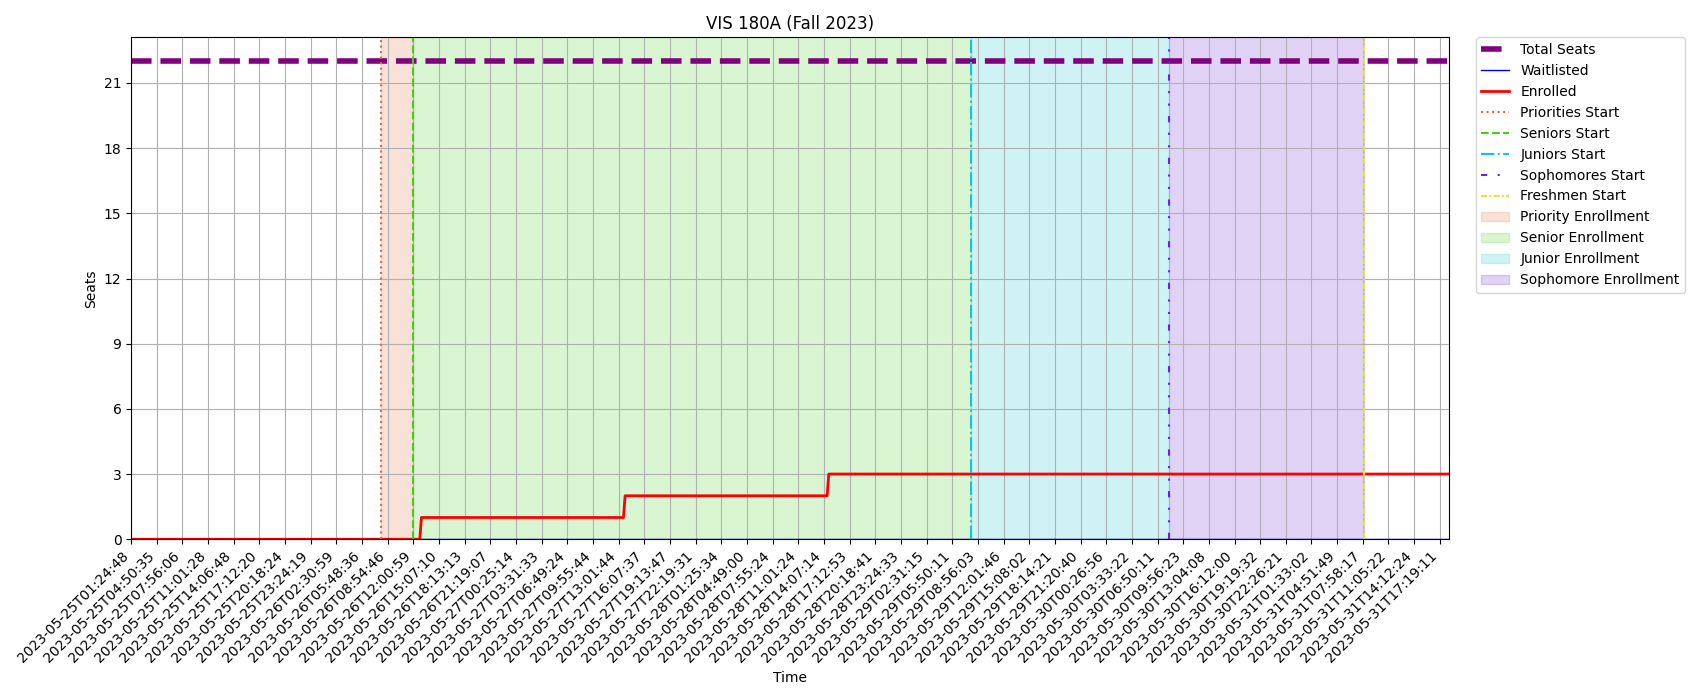 VIS 180A (Fall 2023)
Total Seats
Waitlisted
Enrolled
Priorities Start
Seniors Start
Juniors Start
Sophomores Start
Freshmen Start
Priority Enrollment
Senior Enrollment
Junior Enrollment
Sophomore Enrollment
Seats
21
18
15
12
9
6
3
0
2023-05-25T01:24:48
2023-05-25T04:50:35
2023-05-25T07:56:06
2023-05-25T11:01:28
2023-05-25T14:06:48
2023-05-25T17:12:20
2023-05-25T20:18:24
2023-05-25T23:24:19
2023-05-26T02:30:59
2023-05-26T05:48:36
2023-05-26T08:54:46
2023-05-26T12:00:59
2023-05-26T15:07:10
2023-05-26T18:13:13
2023-05-26T21:19:07
2023-05-27T00:25:14
2023-05-27T03:31:33
2023-05-27T06:49:24
2023-05-27T09:55:44
2023-05-27T13:01:44
2023-05-27T16:07:37
2023-05-27T19:13:47
2023-05-27T22:19:31
2023-05-28T01:25:34
2023-05-28T04:49:00
2023-05-28T07:55:24
2023-05-28T11:01:24
2023-05-28T14:07:14
2023-05-28T17:12:53
2023-05-28T20:18:41
2023-05-28T23:24:33
2023-05-29T02:31:15
2023-05-29T05:50:11
2023-05-29T08:56:03
2023-05-29T12:01:46
2023-05-29T15:08:02
2023-05-29T18:14:21
2023-05-29T21:20:40
2023-05-30T00:26:56
2023-05-30T03:33:22
2023-05-30T06:50:11
2023-05-30T09:56:23
2023-05-30T13:04:08
2023-05-30T16:12:00
2023-05-30T19:19:32
2023-05-30T22:26:21
2023-05-31T01:33:02
2023-05-31T04:51:49
2023-05-31T07:58:17
2023-05-31T11:05:22
2023-05-31T14:12:24
2023-05-31T17:19:11
Time